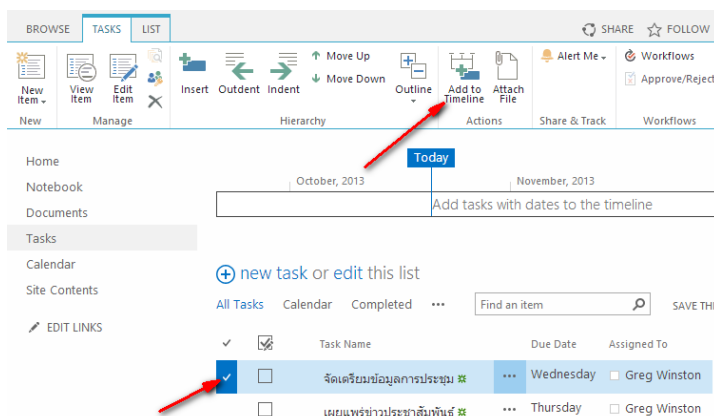 BROWSE TASKS LIST SHARE FOLLOW
New Item View Item Edit Item Insert Outdent Indent Move Up Move Down Outline Add to Timeline Attach File Alert Me Workflows Approve/Reject
New Manage Hierarchy Actions Share & Track Workflows
Home
Notebook
Documents
Tasks
Calendar
Site Contents
EDIT LINKS
Today
October, 2013 November, 2013
Add tasks with dates to the timeline
new task or edit this list
All Tasks Calendar Completed ••• Find an item SAVE THI
Task Name Due Date Assigned To
จัดเตรียมข้อมูลการประชุม ••• Wednesday Greg Winston
เผยแพร่ข่าวประชาสัมพันธ์ ••• Thursday Greg Winston